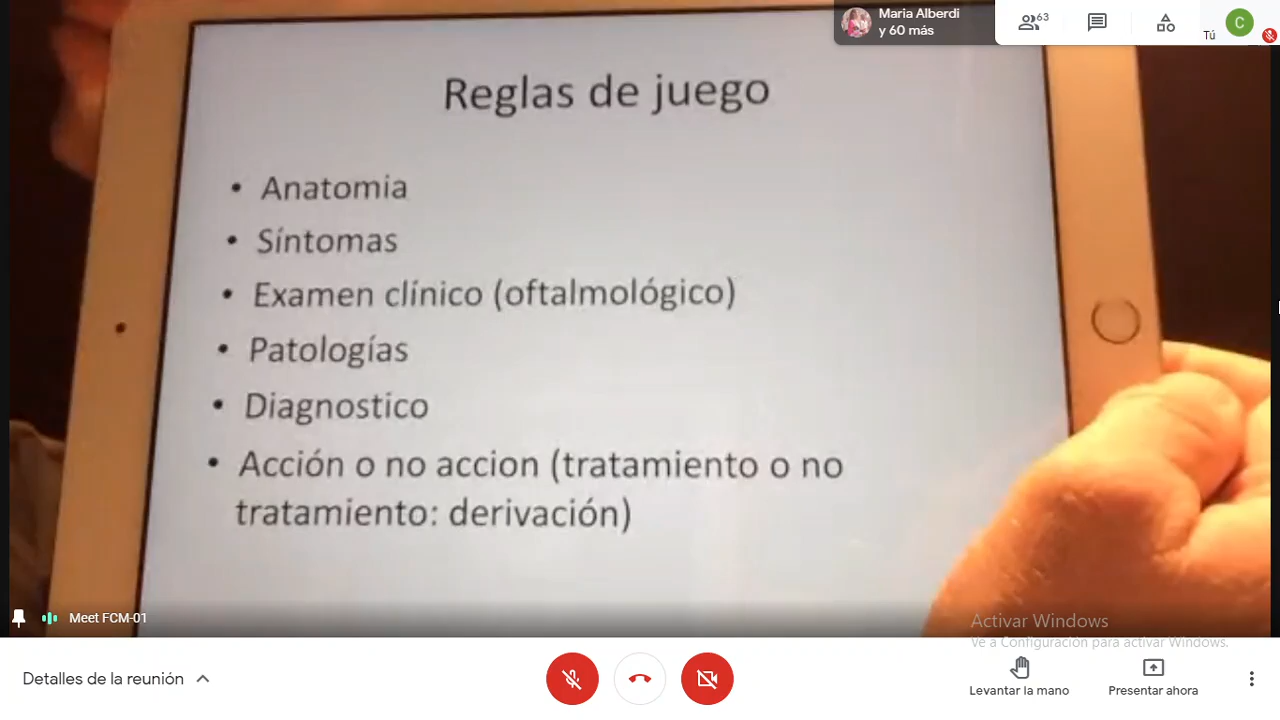 Maria Alberdi
y 60 más
63
Tú
C
Reglas de juego
• Anatomia
• Síntomas
• Examen clínico (oftalmológico)
• Patologías
• Diagnostico
• Acción o no accion (tratamiento o no
tratamiento: derivación)
Meet FCM-01
Activar Windows
Ve a Configuración para activar Windows.
Detalles de la reunión
Levantar la mano
Presentar ahora